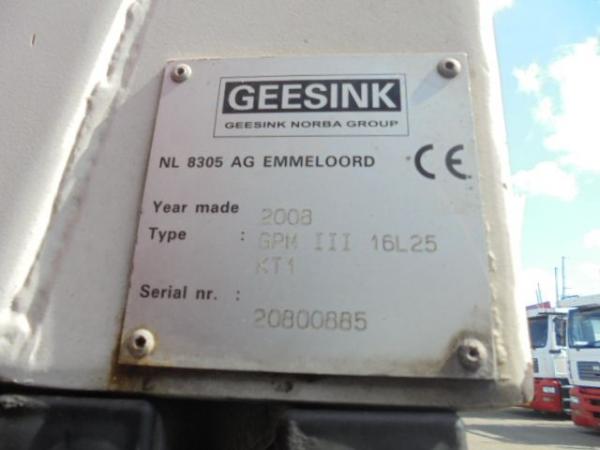 GEESINK
GEESINK NORBA GROUP
NL 8305 AG EMMELOORD CE
Year made 2008
Type : GPM III 16L25
KT1
Serial nr. :
20800885